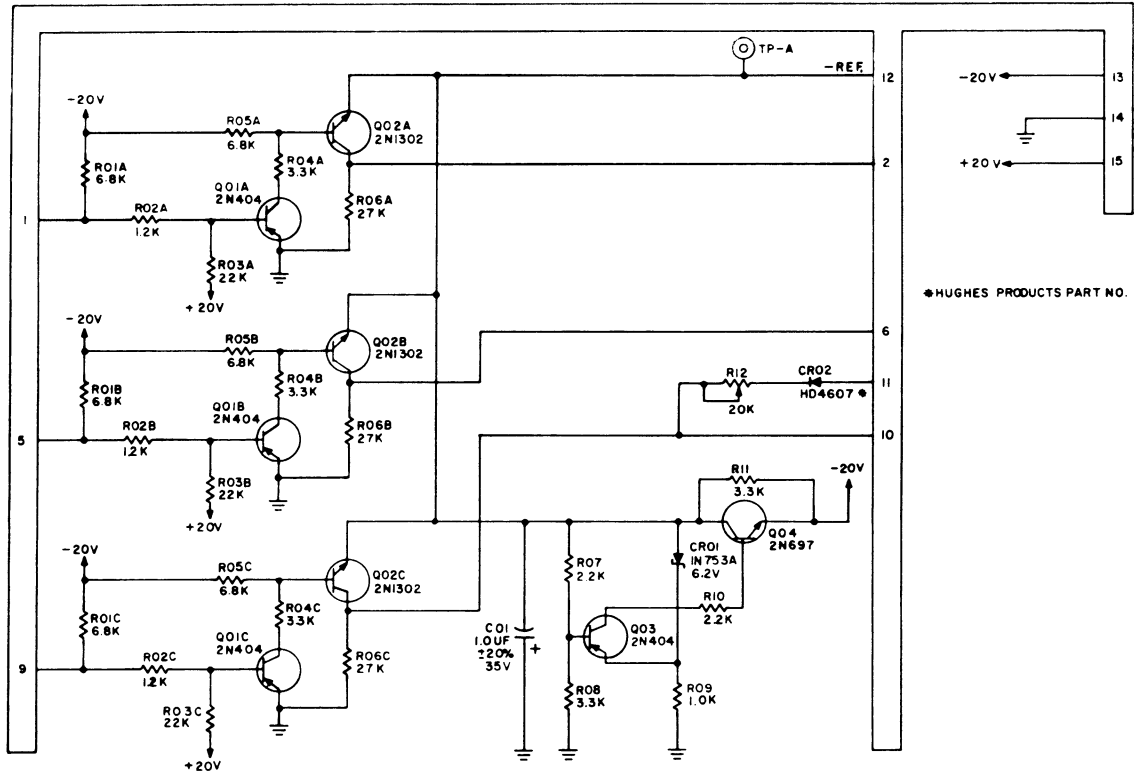 TP-A
-REF.
12
-20V
13
14
+20V
15
-20V
R05A
6.8K
Q02A
2N1302
R01A
6.8K
R04A
3.3K
2
Q01A
2N404
R06A
27K
1
R02A
1.2K
R03A
22K
+20V
*HUGHES PRODUCTS PART NO.
-20V
R05B
6.8K
Q02B
2N1302
6
R01B
6.8K
R04B
3.3K
R12
20K
CR02
HD4607 *
11
Q01B
2N404
R06B
27K
10
5
R02B
1.2K
R03B
22K
+20V
R11
3.3K
-20V
Q04
2N697
-20V
R05C
6.8K
Q02C
2N1302
R07
2.2K
CR01
IN753A
6.2V
R10
2.2K
R01C
6.8K
R04C
33K
C01
1.0UF
±20%
35V
+
Q03
2N404
Q01C
2N404
R06C
27K
9
R02C
1.2K
R03C
22K
R08
3.3K
R09
1.0K
+20V